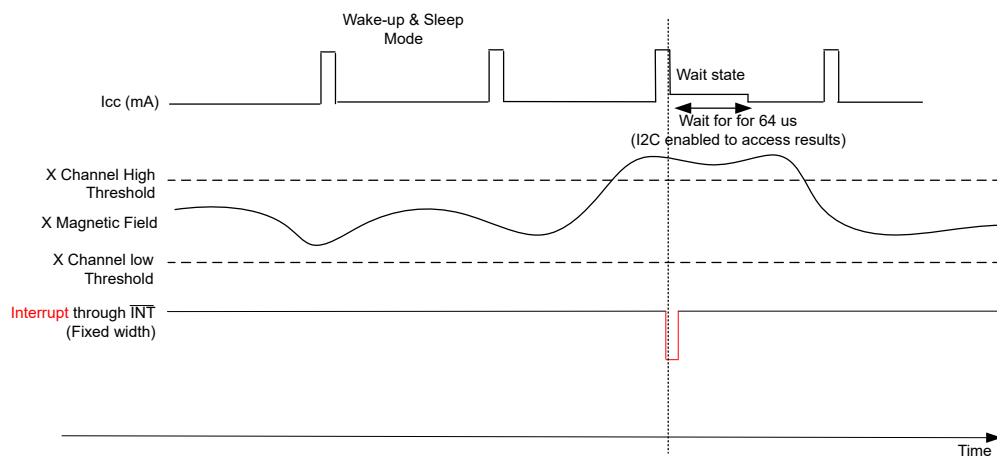 Wake-up & Sleep
Mode
Icc (mA)
Wait state
Wait for for 64 us
(I2C enabled to access results)
X Channel High
Threshold
X Magnetic Field
X Channel low
Threshold
Interrupt through I̅N̅T̅
(Fixed width)
Time